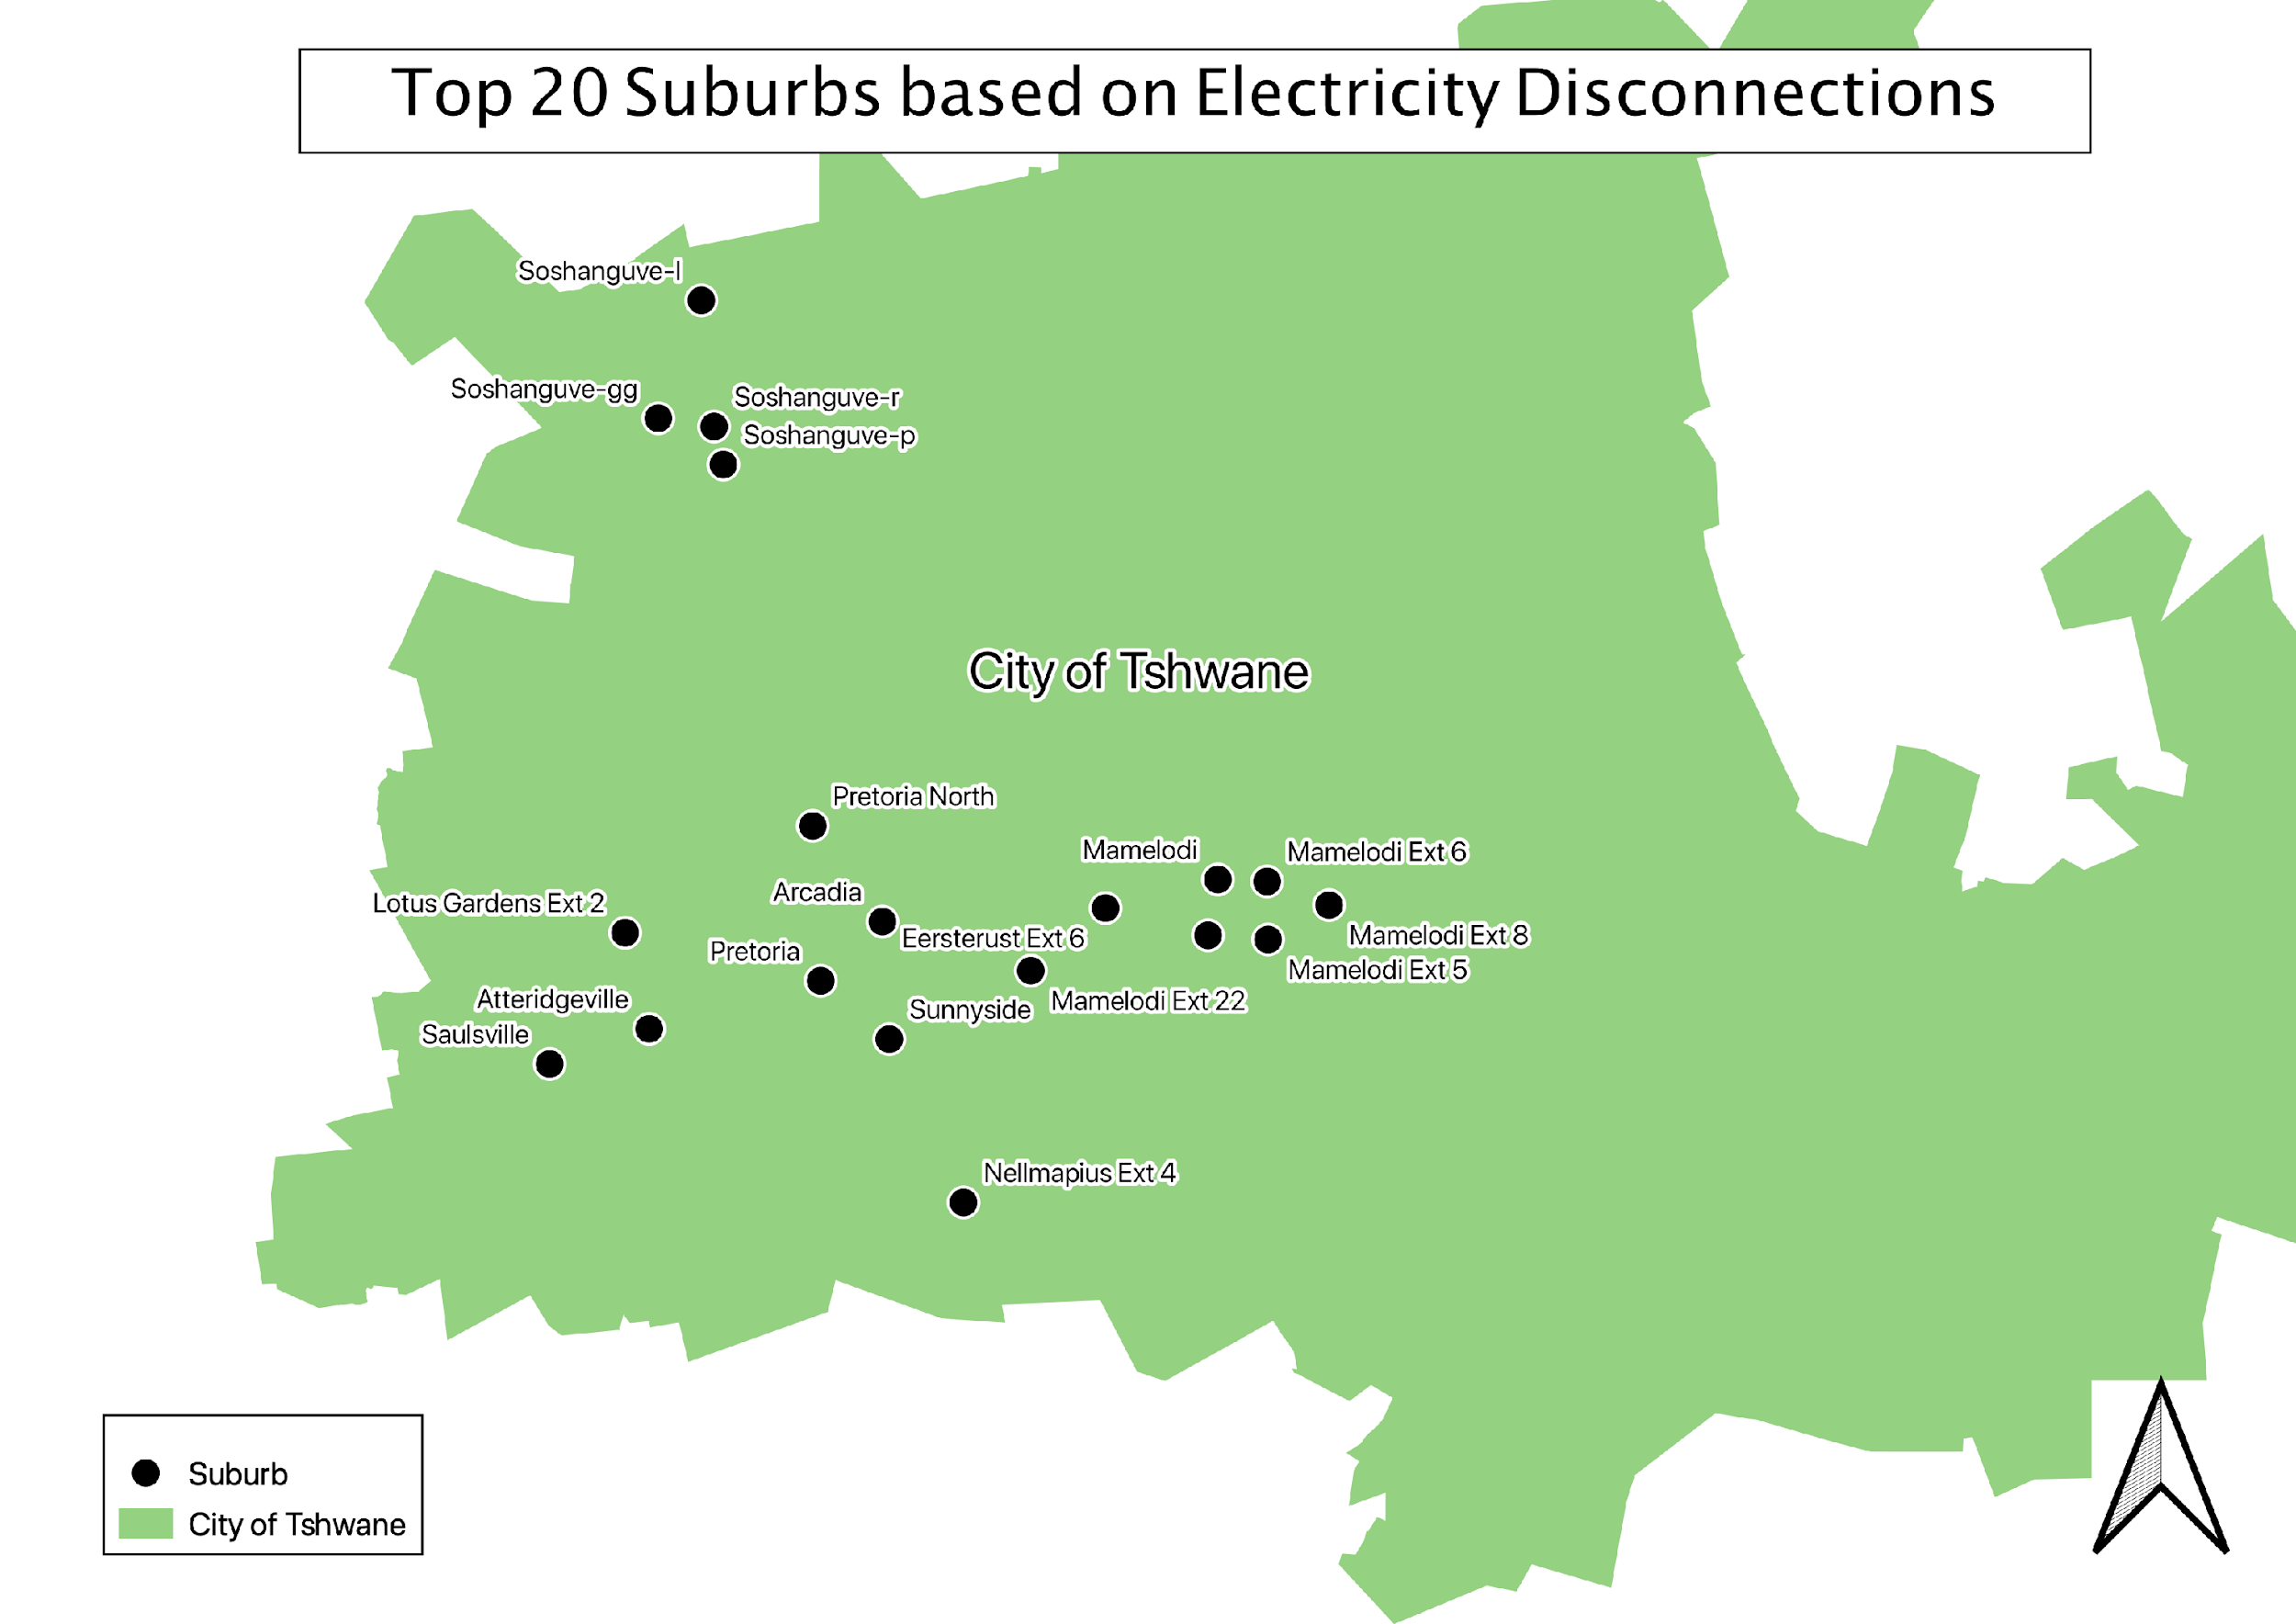 Top 20 Suburbs based on Electricity Disconnections
Soshanguve-l
Soshanguve-gg
Soshanguve-r
Soshanguve-p
City of Tshwane
Pretoria North
Mamelodi
Mamelodi Ext 6
Arcadia
Lotus Gardens Ext 2
Eersterust Ext 6
Mamelodi Ext 8
Pretoria
Mamelodi Ext 5
Atteridgeville
Mamelodi Ext 22
Sunnyside
Saulsville
Nellmapius Ext 4
Suburb
City of Tshwane